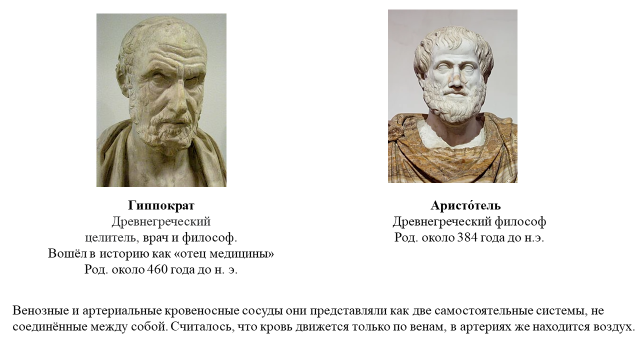 Гиппократ
Древнегреческий
целитель, врач и философ.
Вошёл в историю как «отец медицины»
Род. около 460 года до н. э.
Аристо́тель
Древнегреческий философ
Род. около 384 года до н.э.
Венозные и артериальные кровеносные сосуды они представляли как две самостоятельные системы, не
соединённые между собой. Считалось, что кровь движется только по венам, в артериях же находится воздух.